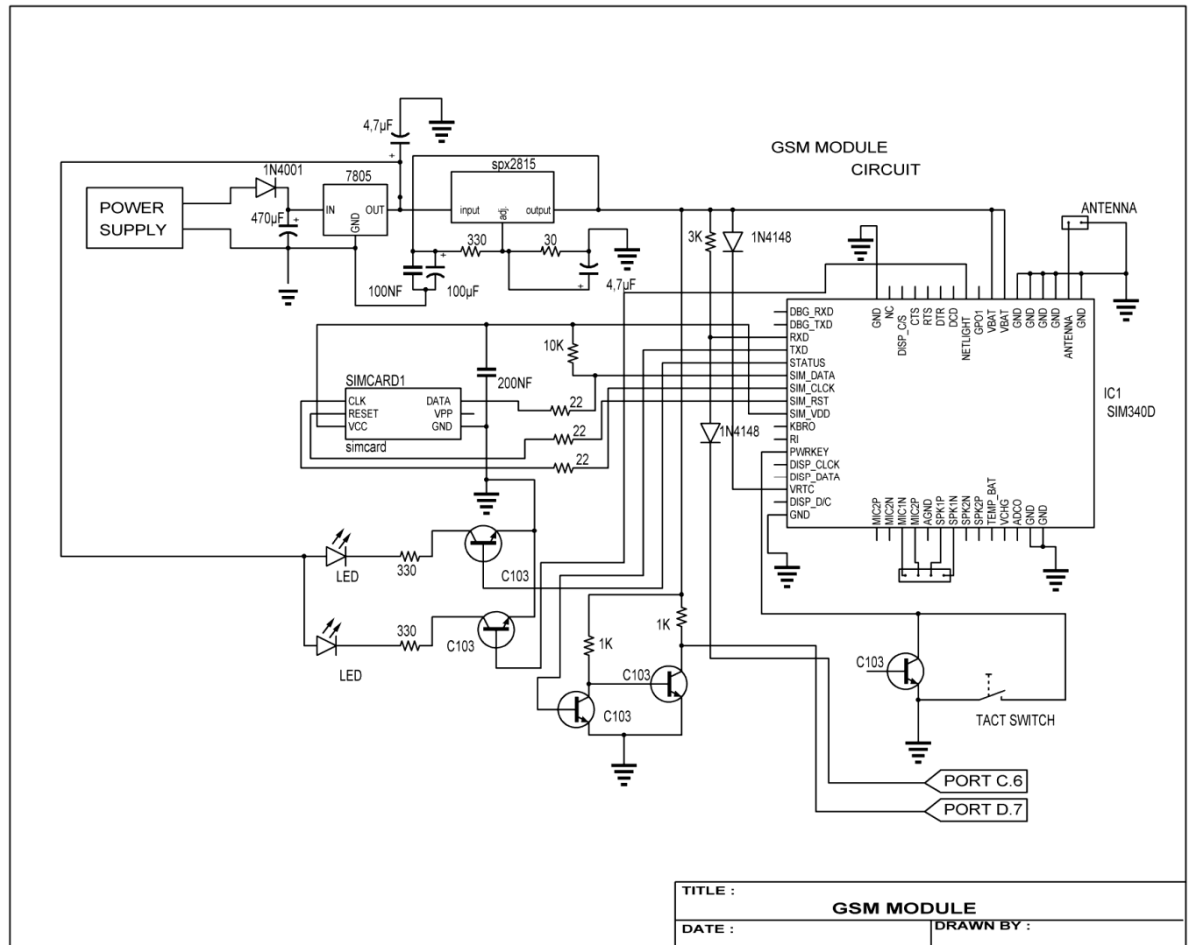 GSM MODULE
CIRCUIT
4,7µF
1N4001
7805
IN
OUT
GND
POWER
SUPPLY
470µF
spx2815
input
adj.
output
330
30
100NF
100µF
4,7µF
3K
1N4148
ANTENNA
10K
200NF
SIMCARD1
CLK
RESET
VCC
DATA
VPP
GND
simcard
22
22
22
1N4148
DBG_RXD
DBG_TXD
RXD
TXD
STATUS
SIM_DATA
SIM_CLCK
SIM_RST
SIM_VDD
KBRO
RI
PWRKEY
DISP_CLCK
DISP_DATA
VRTC
DISP_D/C
GND
GND
NC
DISP_C/S
CTS
RTS
DTR
DCD
NETLIGHT
GPO1
VBAT
VBAT
GND
GND
GND
GND
ANTENNA
GND
IC1
SIM340D
MIC2P
MIC2N
MIC1N
MIC2P
AGND
SPK1P
SPK1N
SPK2N
SPK2P
TEMP_BAT
VCHG
ADCO
GND
GND
LED
330
C103
LED
330
C103
1K
1K
C103
C103
C103
TACT SWITCH
PORT C.6
PORT D.7
TITLE :
GSM MODULE
DATE :
DRAWN BY :